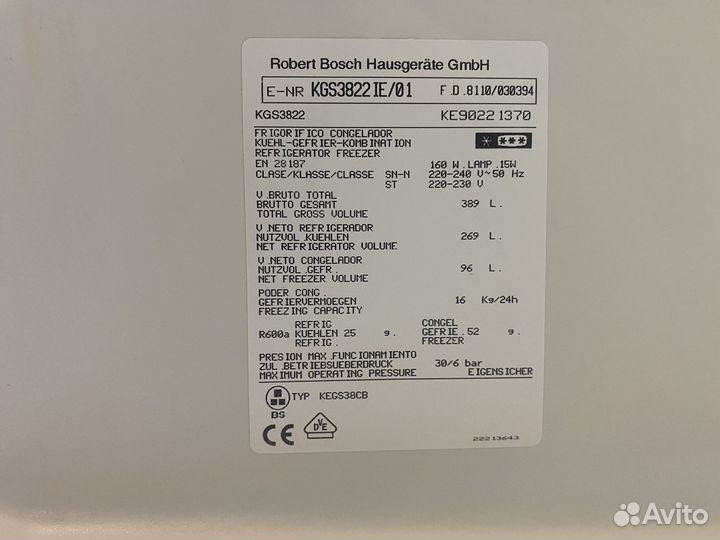 Robert Bosch Hausgeräte GmbH
E-NR KGS3822IE/01 F.D.8110/030394
KGS3822 KE90221370
FRIGORIFICO CONGELADOR
KUEHL-GEFRIER-KOMBINATION
REFRIGERATOR FREEZER
EN 28187 160 W.LAMP.15W
CLASE/KLASSE/CLASSE SN-N 220-240 V~50 Hz
ST 220-230 V
V.BRUTO TOTAL
BRUTTO GESAMT 389 L.
TOTAL GROSS VOLUME
V.NETO REFRIGERADOR
NUTZVOL.KUEHLEN 269 L.
NET REFRIGERATOR VOLUME.
V.NETO CONGELADOR
NUTZVOL.GEFR. 96 L.
NET FREEZER VOLUME
PODER CONG.
GEFRIERVERMOEGEN 16 Kg/24h
FREEZING CAPACITY
REFRIG CONGEL
R600a KUEHLEN 25 g. GEFRIE.52 g.
REFRIG. FREEZER
PRESION MAX.FUNCIONAMIENTO
ZUL.BETRIEBSUEBERDRUCK 30/6 bar
MAXIMUM OPERATING PRESSURE EIGENSICHER
TYP KEGS38CB
BS
CE DVE
22213643
Avito